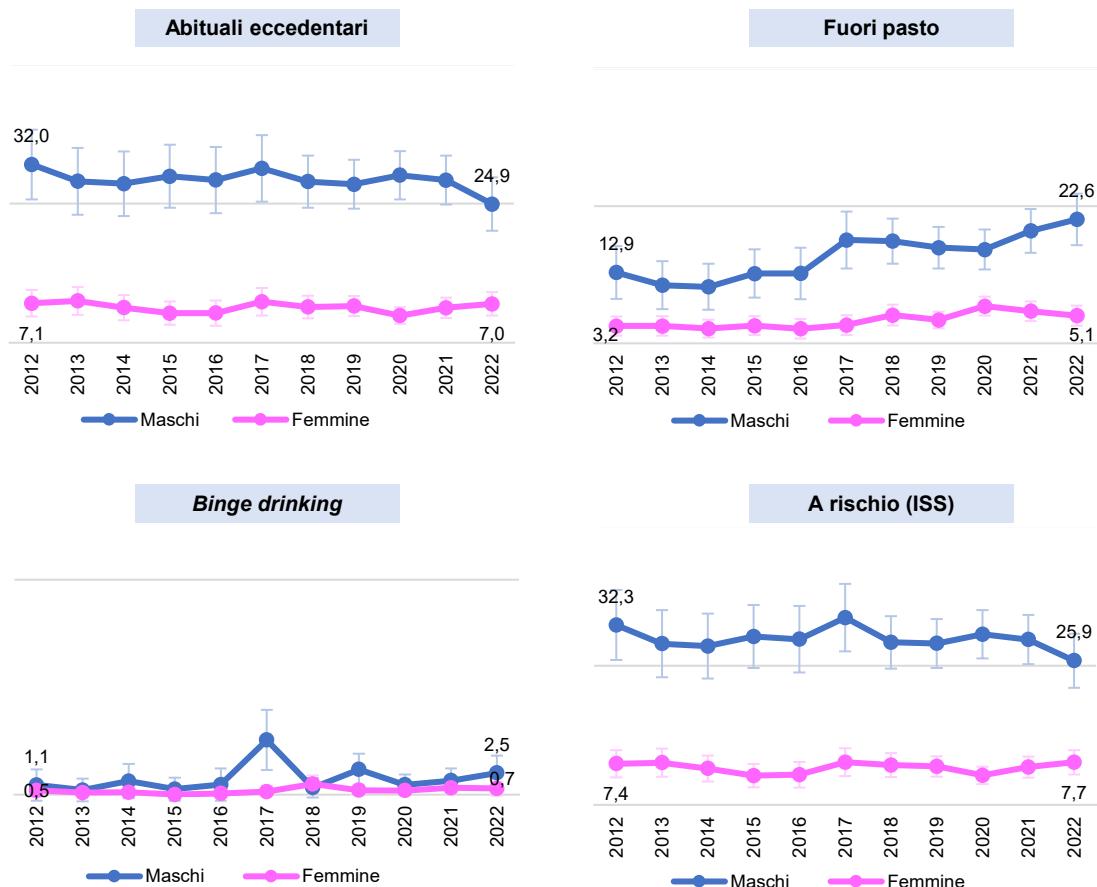 Abituali eccedentari
32,0
24,9
7,1
7,0
2012 2013 2014 2015 2016 2017 2018 2019 2020 2021 2022
Maschi Femmine
Fuori pasto
12,9
22,6
3,2
5,1
2012 2013 2014 2015 2016 2017 2018 2019 2020 2021 2022
Maschi Femmine
Binge drinking
1,1
2,5
0,5
0,7
2012 2013 2014 2015 2016 2017 2018 2019 2020 2021 2022
Maschi Femmine
A rischio (ISS)
32,3
25,9
7,4
7,7
2012 2013 2014 2015 2016 2017 2018 2019 2020 2021 2022
Maschi Femmine